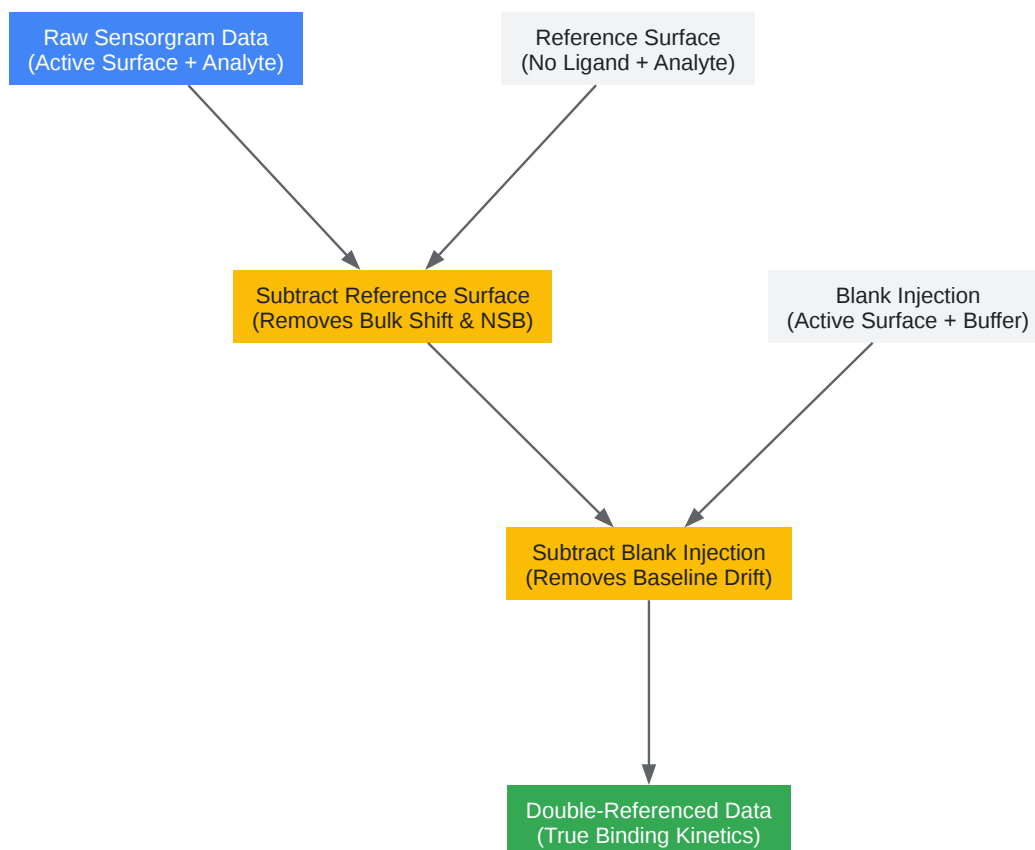 Raw Sensorgram Data
(Active Surface + Analyte)
Reference Surface
(No Ligand + Analyte)
Subtract Reference Surface
(Removes Bulk Shift & NSB)
Blank Injection
(Active Surface + Buffer)
Subtract Blank Injection
(Removes Baseline Drift)
Double-Referenced Data
(True Binding Kinetics)